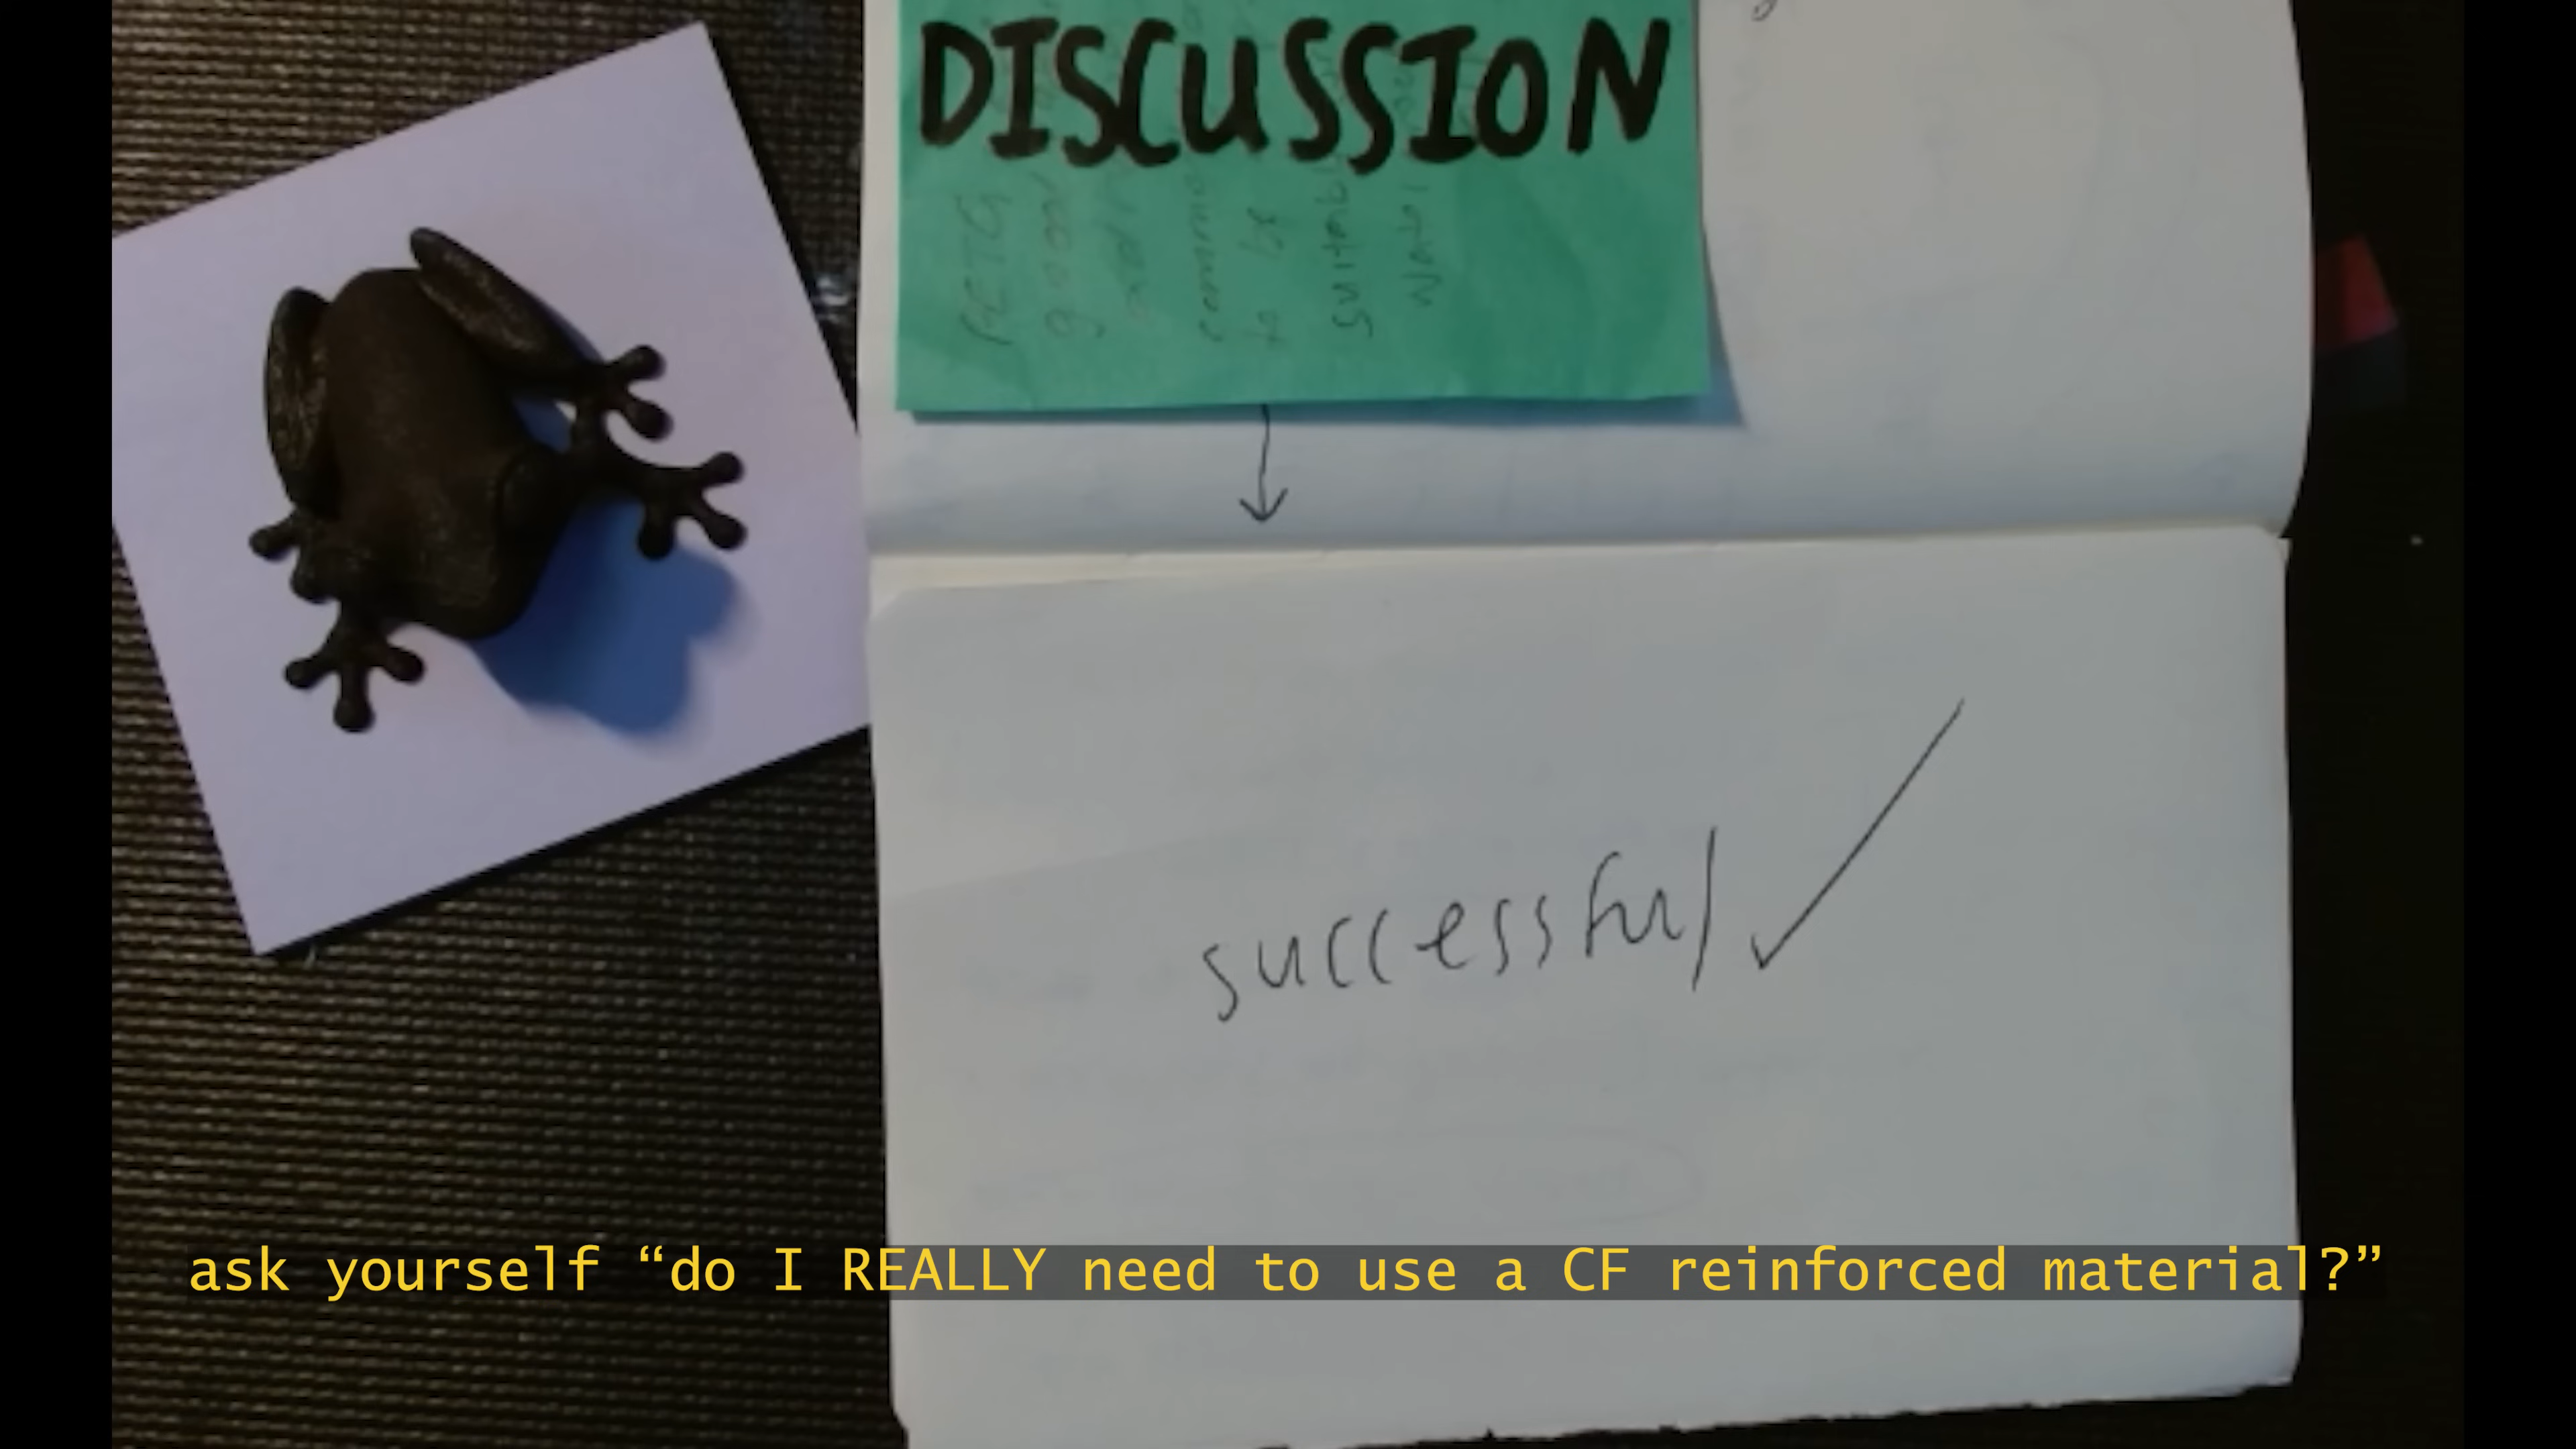 DISCUSSION
successful
ask yourself “do I REALLY need to use a CF reinforced material?”